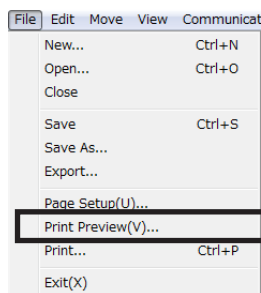 File Edit Move View Communicat
New... Ctrl+N
Open... Ctrl+O
Close
Save Ctrl+S
Save As...
Export...
Page Setup(U)...
Print Preview(V)...
Print... Ctrl+P
Exit(X)